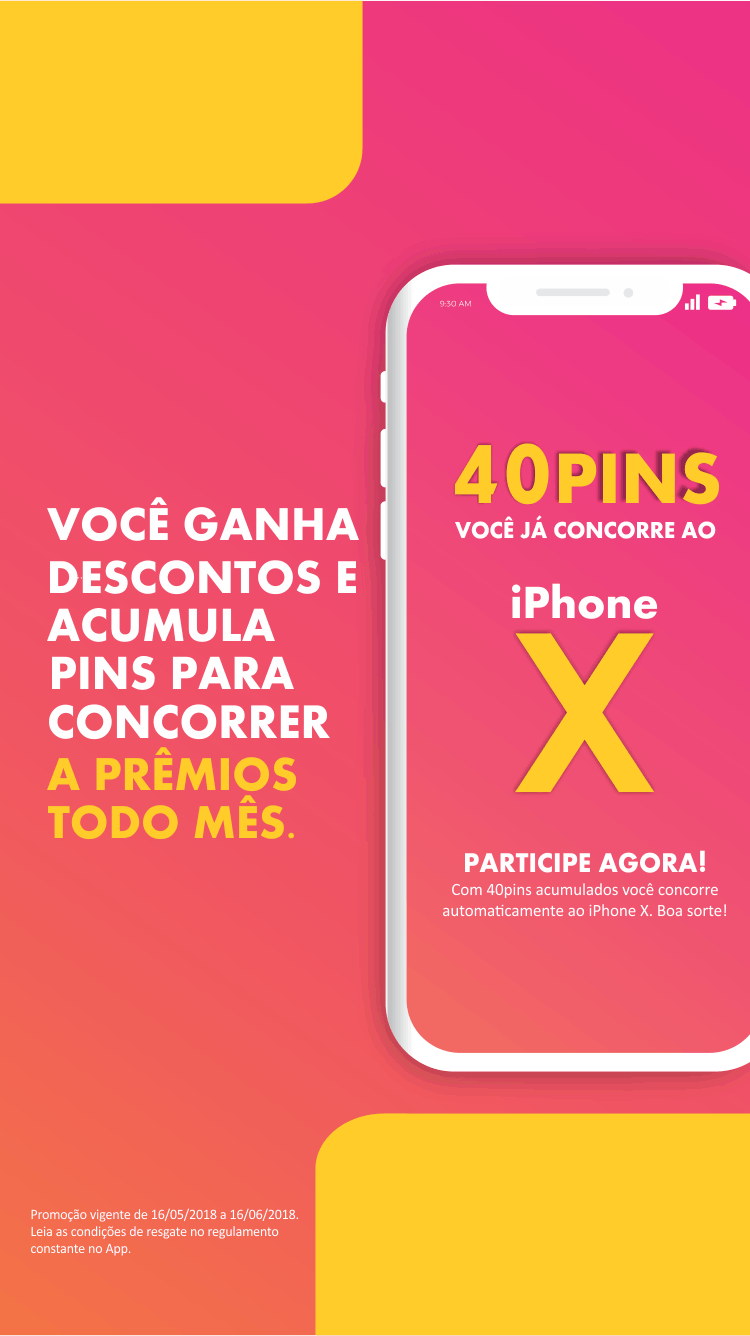 9:30 AM
40PINS
VOCÊ JÁ CONCORRE AO
iPhone
X
PARTICIPE AGORA!
Com 40pins acumulados você concorre
automaticamente ao iPhone X. Boa sorte!
VOCÊ GANHA
DESCONTOS E
ACUMULA
PINS PARA
CONCORRER
A PRÊMIOS
TODO MÊS.
Promoção vigente de 16/05/2018 a 16/06/2018.
Leia as condições de resgate no regulamento
constante no App.